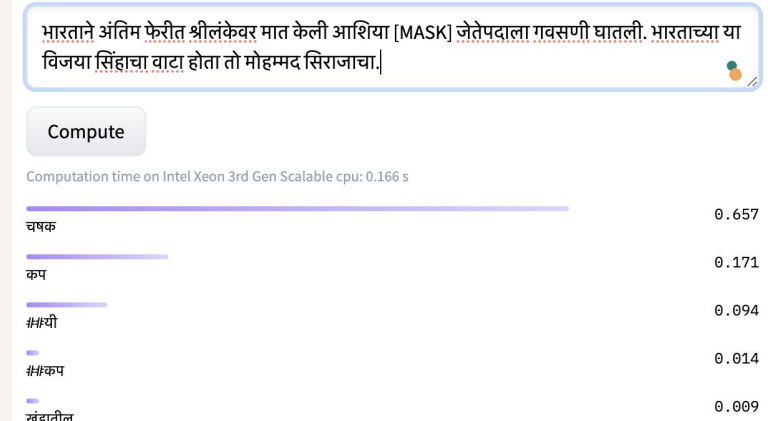 भारताने अंतिम फेरीत श्रीलंकेवर मात केली आशिया [MASK] जेतेपदाला गवसणी घातली. भारताच्या या
विजया सिंहाचा वाटा होता तो मोहम्मद सिराजाचा.
Compute
Computation time on Intel Xeon 3rd Gen Scalable cpu: 0.166 s
चषक 0.657
कप 0.171
##यी 0.094
##कप 0.014
खंडातील 0.009